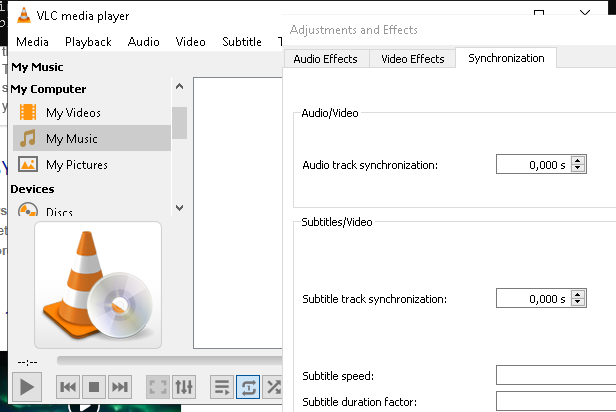 VLC media player
Adjustments and Effects
Media Playback Audio Video Subtitle
Audio Effects Video Effects Synchronization
My Music
My Computer
My Videos
My Music
My Pictures
Devices
Discs
Audio/Video
Audio track synchronization: 0,000 s
Subtitles/Video
Subtitle track synchronization: 0,000 s
Subtitle speed:
Subtitle duration factor:
--:--